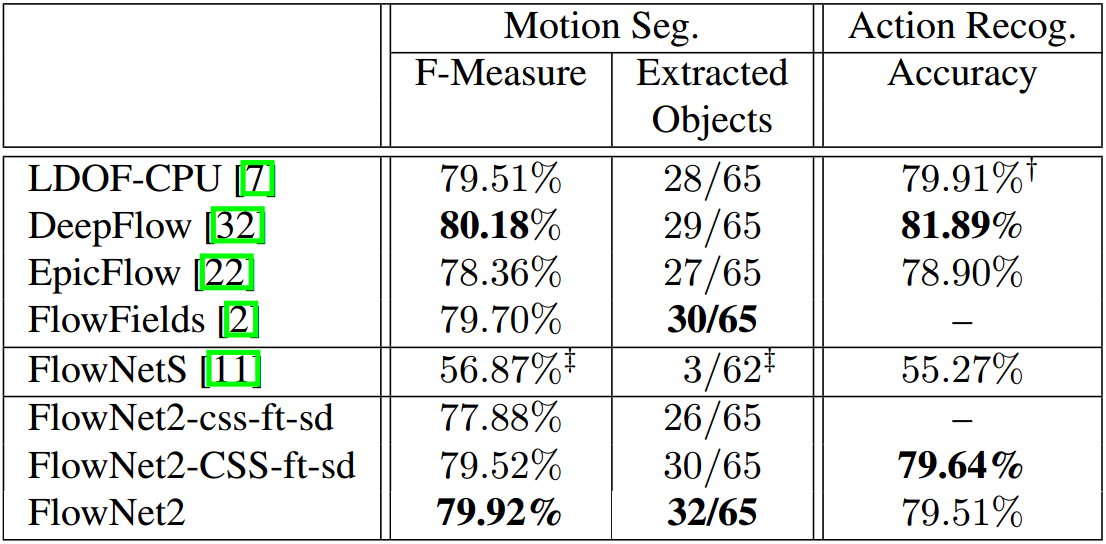 Motion Seg. Action Recog.
F-Measure Extracted Objects Accuracy
LDOF-CPU [7] 79.51% 28/65 79.91%†
DeepFlow [32] 80.18% 29/65 81.89%
EpicFlow [22] 78.36% 27/65 78.90%
FlowFields [2] 79.70% 30/65 –
FlowNetS [11] 56.87%‡ 3/62‡ 55.27%
FlowNet2-css-ft-sd 77.88% 26/65 –
FlowNet2-CSS-ft-sd 79.52% 30/65 79.64%
FlowNet2 79.92% 32/65 79.51%